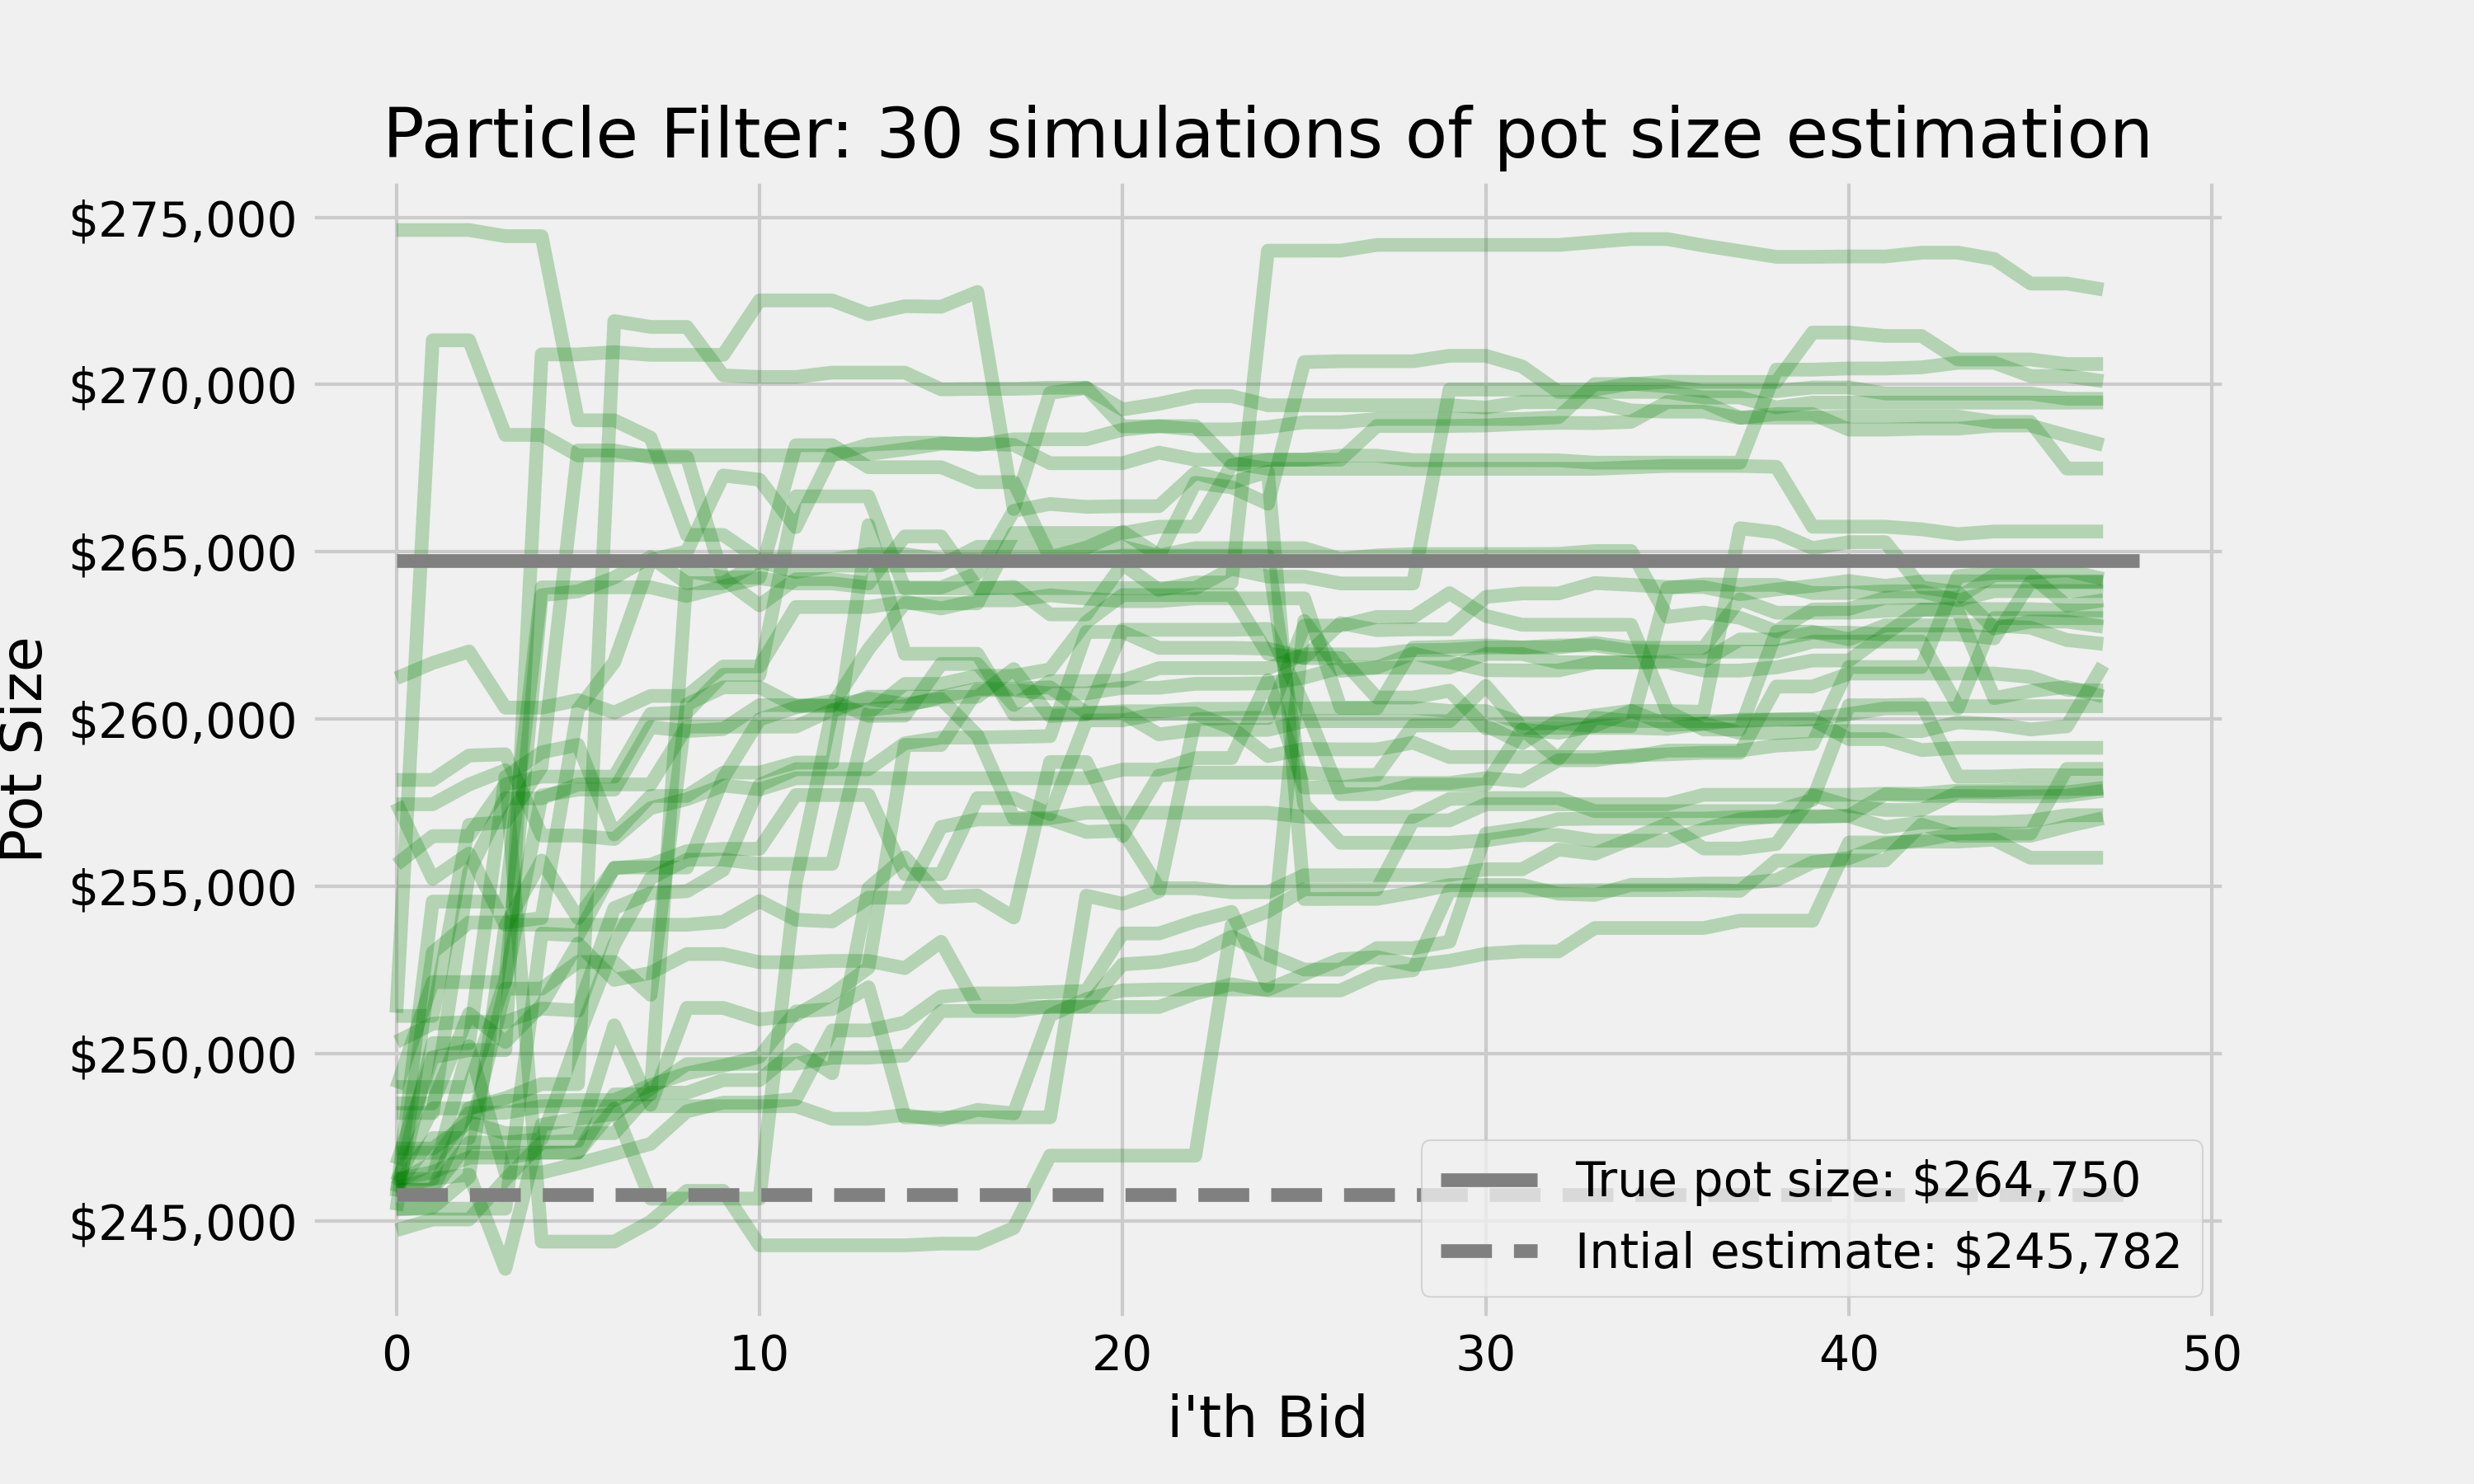 Particle Filter: 30 simulations of pot size estimation
Pot Size
$275,000
$270,000
$265,000
$260,000
$255,000
$250,000
$245,000
True pot size: $264,750
Intial estimate: $245,782
0 10 20 30 40 50
i'th Bid